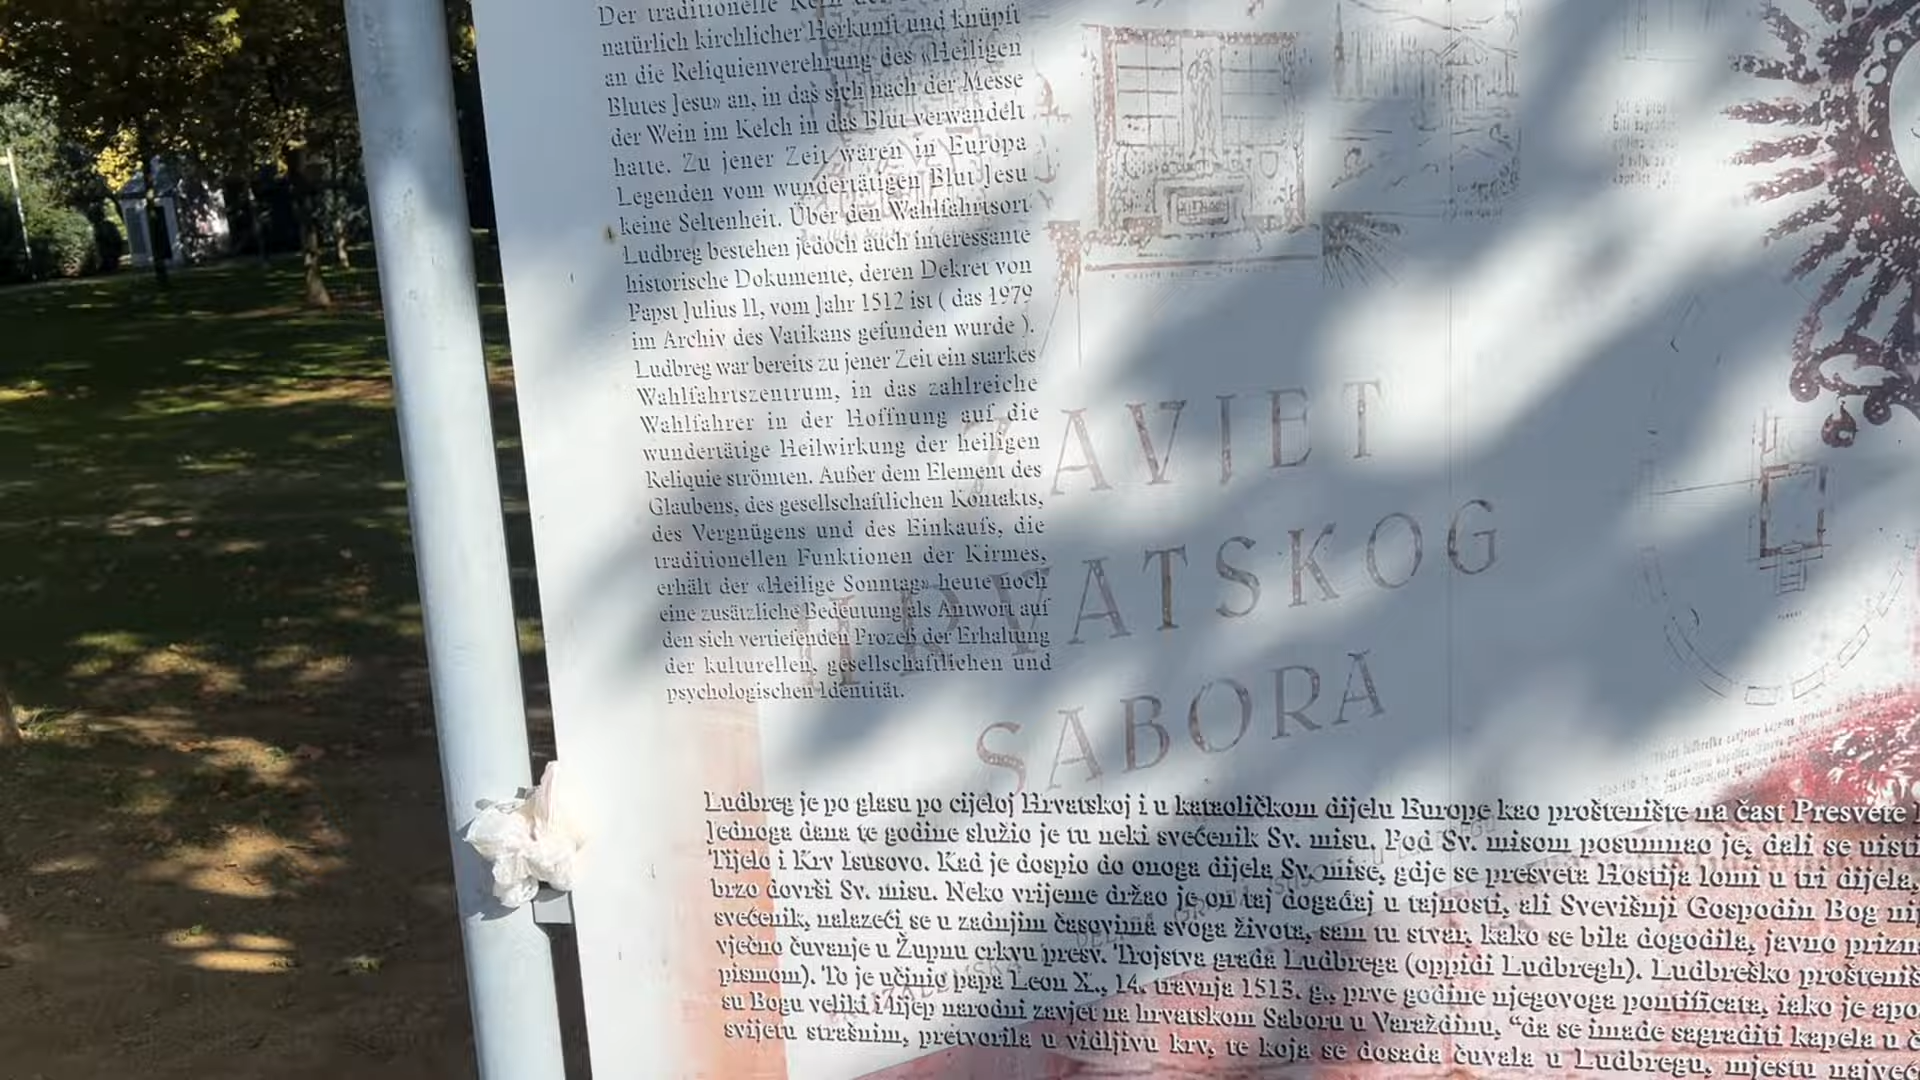 Der traditionelle
natürlich kirchlicher Herkunft und knüpft
an die Reliquienverehrung des «Heiligen
Blutes Jesu» an, in das sich nach der Messe
der Wein im Kelch in das Blut verwandelt
hatte. Zu jener Zeit waren in Europa
Legenden vom wundertätigen Blut Jesu
keine Seltenheit. Über den Wahlfahrtsort
Ludbreg bestehen jedoch auch interessante
historische Dokumente, deren Dekret von
Papst Julius II, vom Jahr 1512 ist ( das 1979
im Archiv des Vatikans gefunden wurde ).
Ludbreg war bereits zu jener Zeit ein starkes
Wahlfahrtszentrum, in das zahlreiche
Wahlfahrer in der Hoffnung auf die
wundertätige Heilwirkung der heiligen
Reliquie strömten. Außer dem Element des
Glaubens, des gesellschaftlichen Kontakts,
des Vergnügens und des Einkaufs, die
traditionellen Funktionen der Kirmes,
erhält der «Heilige Sonntag» heute noch
eine zusätzliche Bedeutung als Antwort auf
den sich vertiefenden Prozeß der Erhaltung
der kulturellen, gesellschaftlichen und
psychologischen Identität.
ZAVJET
HRVATSKOG
SABORA
Ludbreg je po glasu po cijeloj Hrvatskoj i u katoličkom dijelu Europe kao proštenište na čast Presvete
Jednoga dana te godine služio je tu neki svećenik Sv. misu. Pod Sv. misom posumnao je, dali se
Tijelo i Krv Isusovo. Kad je dospio do onoga dijela Sv. mise, gdje se presveta Hostija lomi u tri dijela,
brzo dovrši Sv. misu. Neko vrijeme držao je on taj događaj u tajnosti, ali Svevišnji Gospodin Bog
svećenik, nalazeći se u zadnjim časovima svoga života, sam tu stvar, kako se bila dogodila, javno
vječno čuvanje u Župnu crkvu presv. Trojstva grada Ludbrega (oppidi Ludbregh). Ludbreško
pismom). To je učinio papa Leon X., 14. travnja 1513. g., prve godine njegovoga pontificata, iako je
su Bogu veliki i lijep narodni zavjet na hrvatskom Saboru u Varaždinu, “da se imade sagraditi kapela u
svijetu strašnim, pretvorila u vidljivu krv, te koja se dosada čuvala u Ludbregu, mjestu